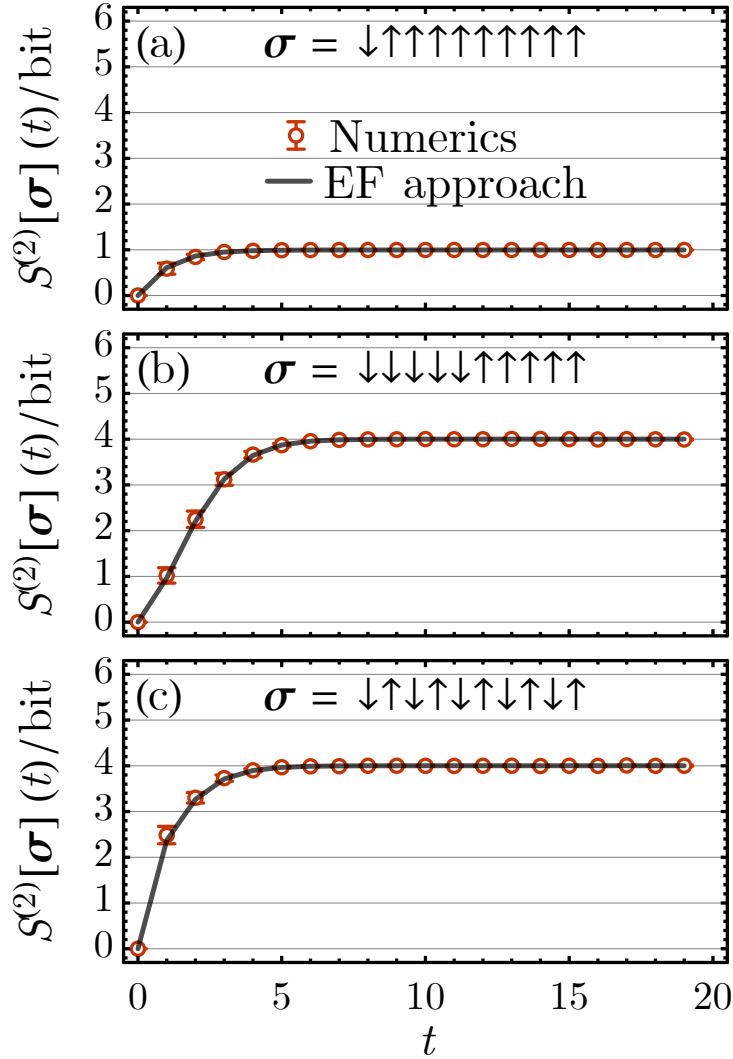 (a) σ = ↓↑↑↑↑↑↑↑↑↑
S⁽²⁾[σ] (t)/bit
6
5
4
3
2
1
0
Numerics
EF approach
(b) σ = ↓↓↓↓↓↑↑↑↑↑
S⁽²⁾[σ] (t)/bit
6
5
4
3
2
1
0
(c) σ = ↓↑↓↑↓↑↓↑↓↑
S⁽²⁾[σ] (t)/bit
6
5
4
3
2
1
0
0 5 10 15 20
t